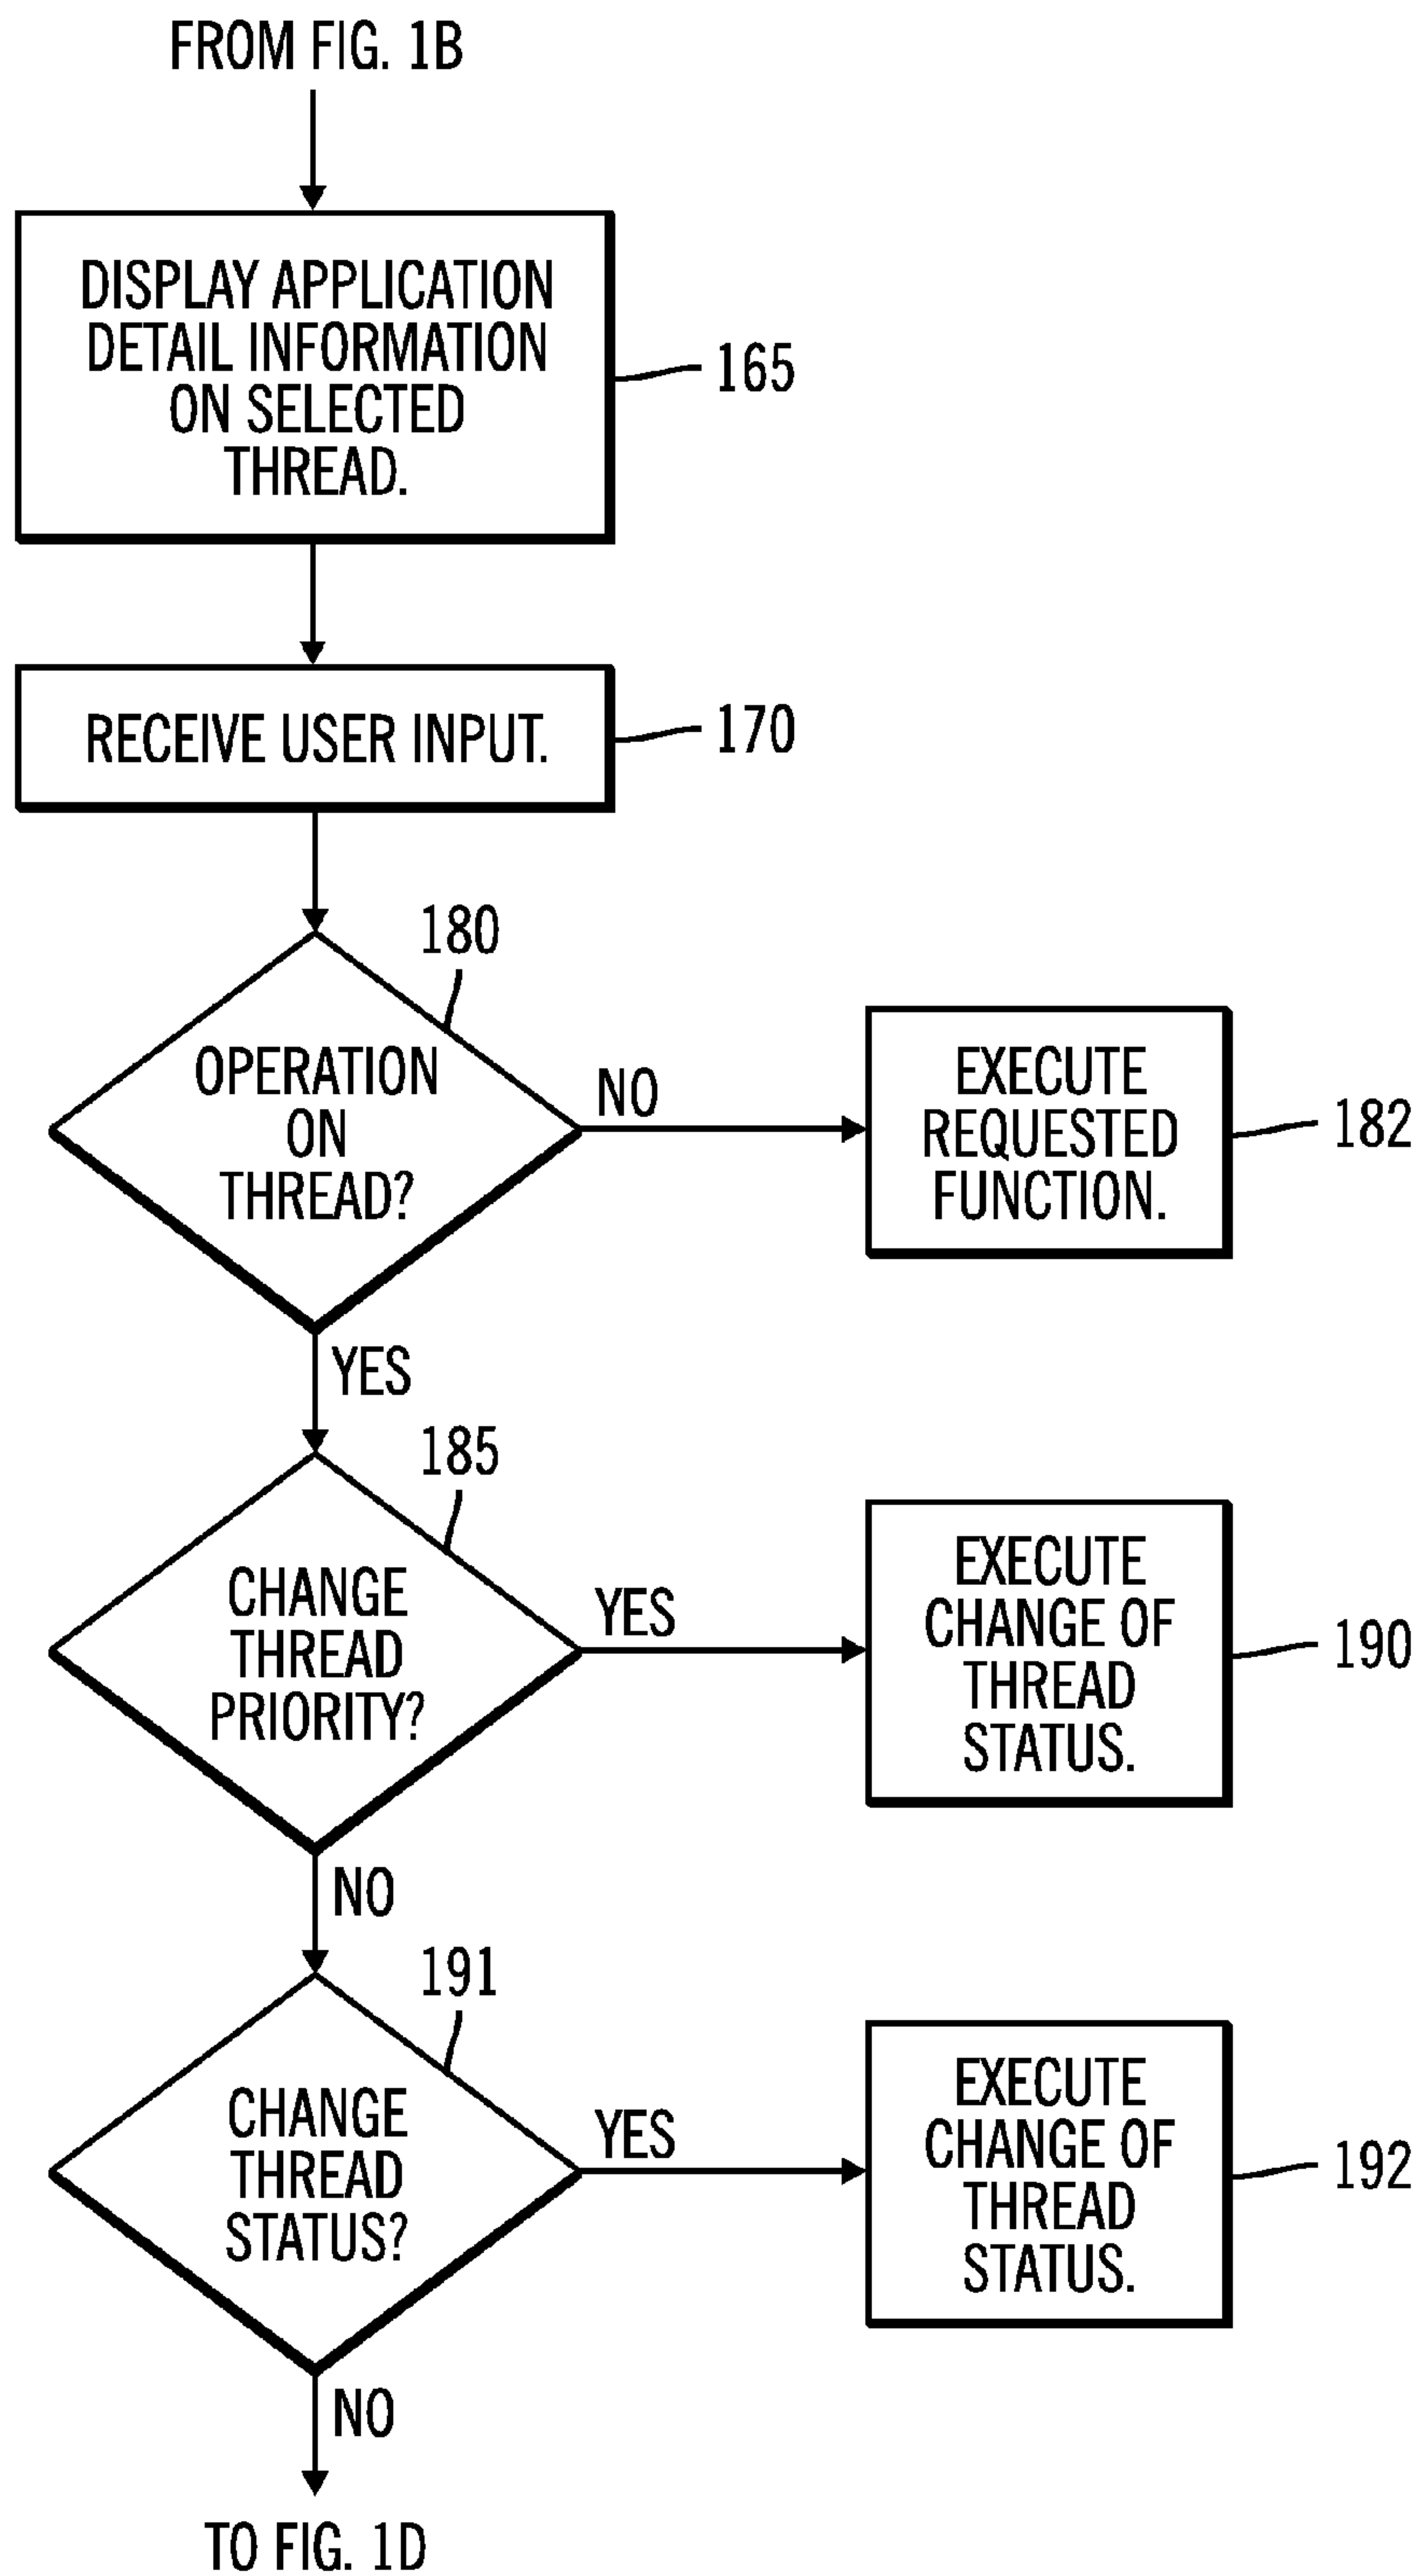 FROM FIG. 1B
DISPLAY APPLICATION
DETAIL INFORMATION
ON SELECTED
THREAD.
165
RECEIVE USER INPUT.
170
180
OPERATION
ON
THREAD?
NO
EXECUTE
REQUESTED
FUNCTION.
182
YES
185
CHANGE
THREAD
PRIORITY?
YES
EXECUTE
CHANGE OF
THREAD
STATUS.
190
NO
191
CHANGE
THREAD
STATUS?
YES
EXECUTE
CHANGE OF
THREAD
STATUS.
192
NO
TO FIG. 1D